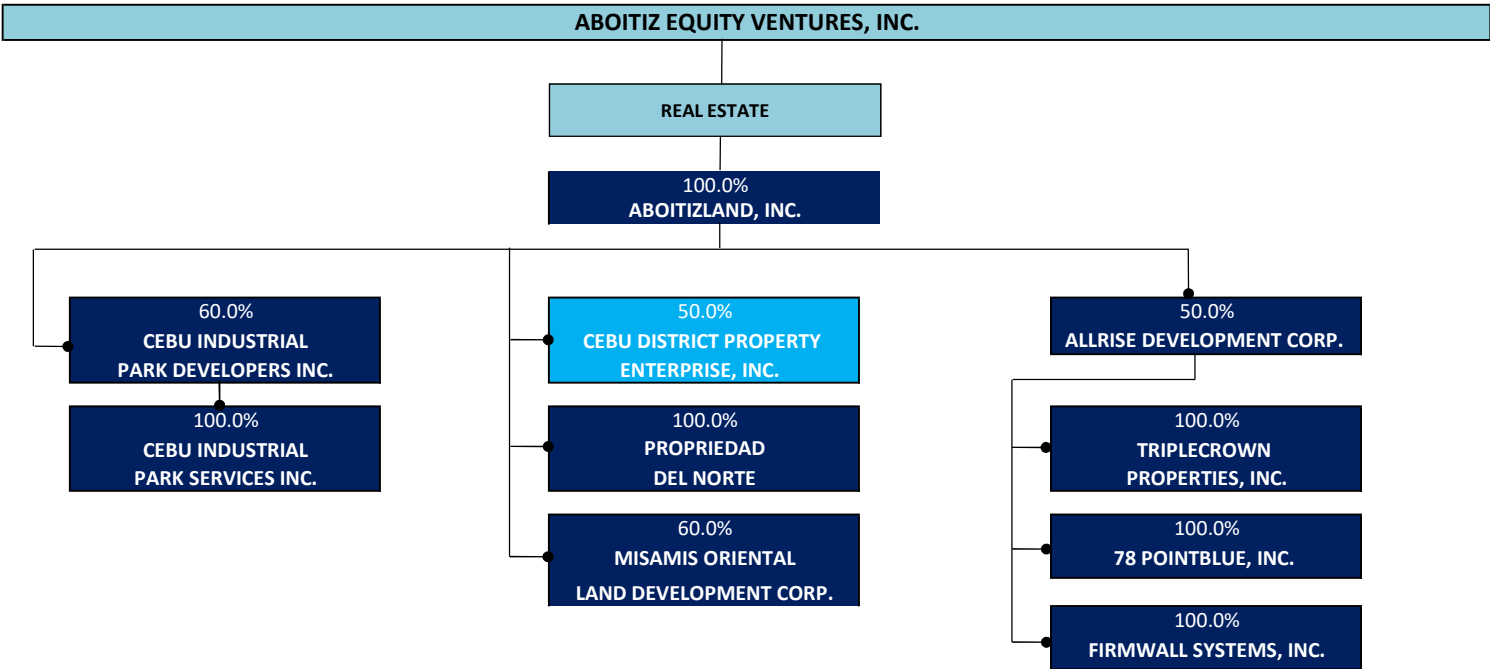 ABOITIZ EQUITY VENTURES, INC.
REAL ESTATE
100.0%
ABOITIZLAND, INC.
60.0%
CEBU INDUSTRIAL
PARK DEVELOPERS INC.
100.0%
CEBU INDUSTRIAL
PARK SERVICES INC.
50.0%
CEBU DISTRICT PROPERTY
ENTERPRISE, INC.
100.0%
PROPRIEDAD
DEL NORTE
60.0%
MISAMIS ORIENTAL
LAND DEVELOPMENT CORP.
50.0%
ALLRISE DEVELOPMENT CORP.
100.0%
TRIPLECROWN
PROPERTIES, INC.
100.0%
78 POINTBLUE, INC.
100.0%
FIRMWALL SYSTEMS, INC.